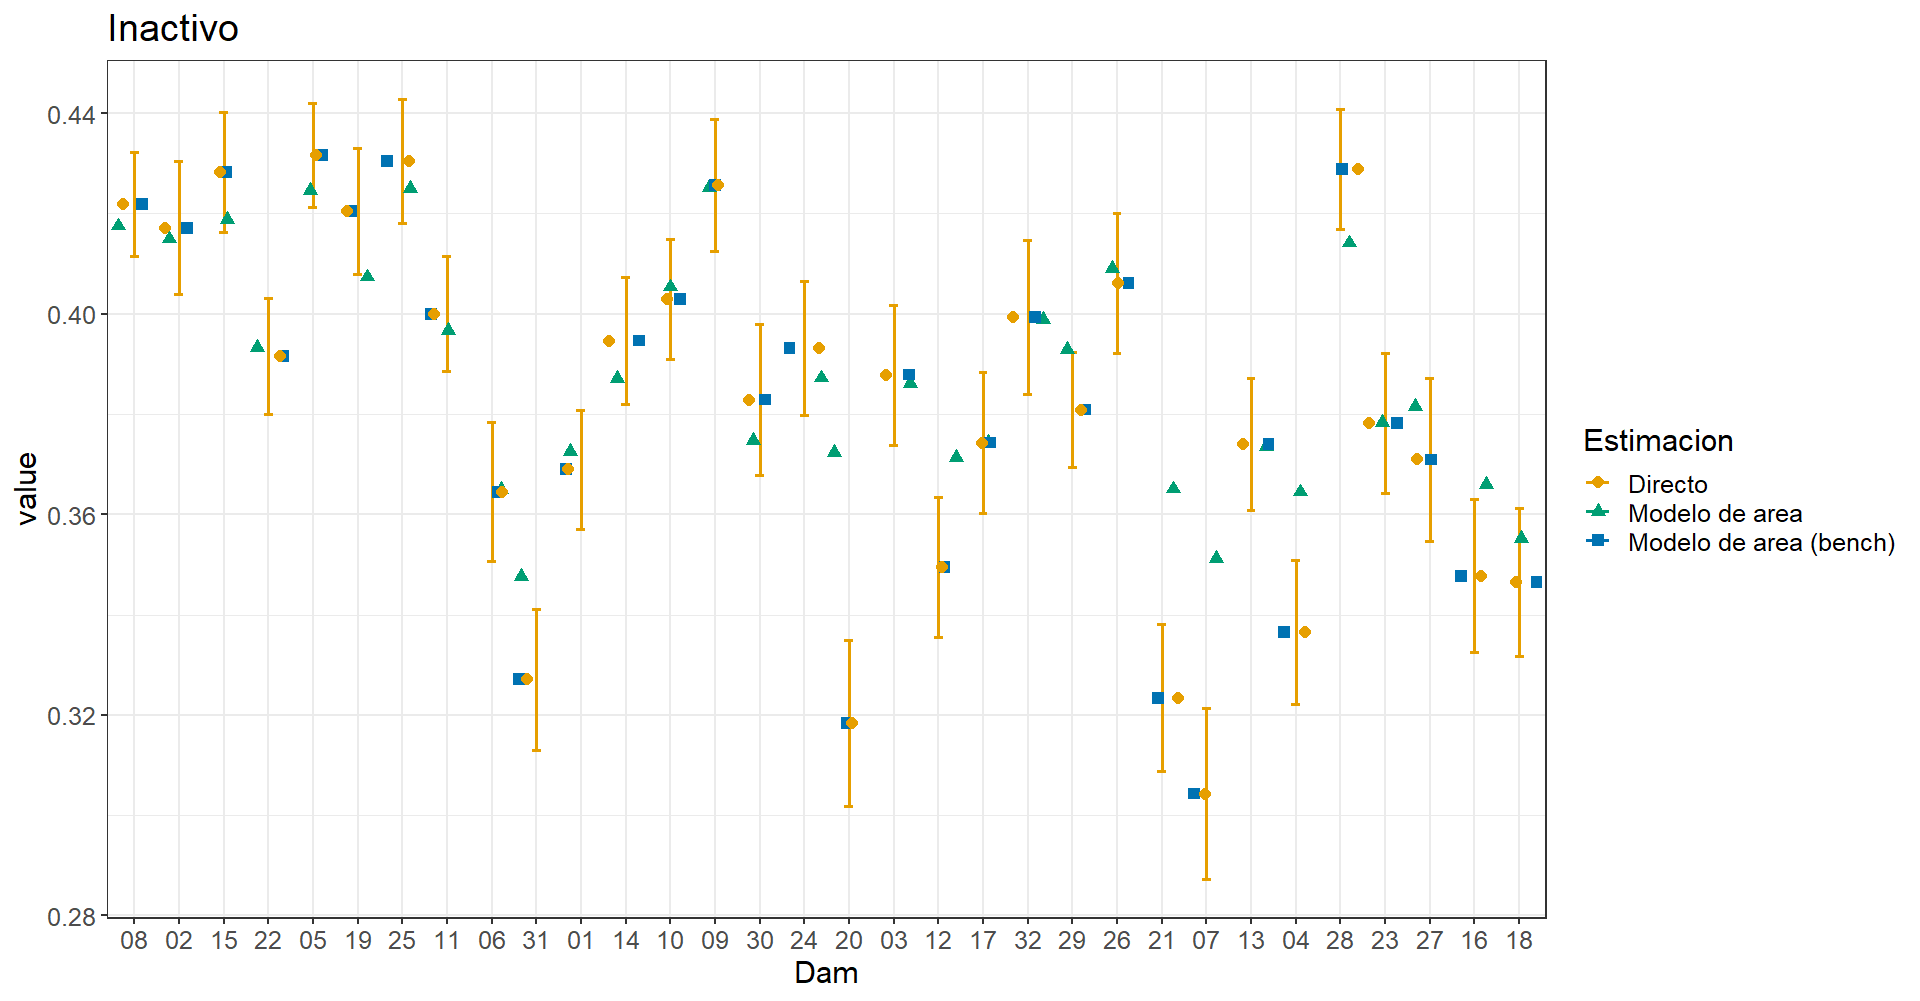 Inactivo
value
0.44
0.40
0.36
0.32
0.28
08 02 15 22 05 19 25 11 06 31 01 14 10 09 30 24 20 03 12 17 32 29 26 21 07 13 04 28 23 27 16 18
Dam
Estimacion
Directo
Modelo de area
Modelo de area (bench)